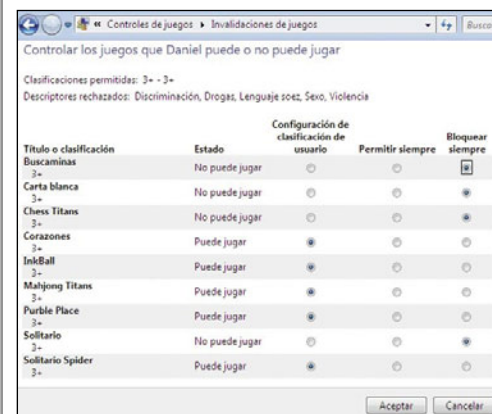 « Controles de juegos ▸ Invalidaciones de juegos
Busca
Controlar los juegos que Daniel puede o no puede jugar
Clasificaciones permitidas: 3+ - 3+
Descriptores rechazados: Discriminación, Drogas, Lenguaje soez, Sexo, Violencia
Título o clasificación Estado Configuración de clasificación de usuario Permitir siempre Bloquear siempre
Buscaminas
3+ No puede jugar
Carta blanca
3+ No puede jugar
Chess Titans
3+ No puede jugar
Corazones
3+ Puede jugar
InkBall
3+ Puede jugar
Mahjong Titans
3+ Puede jugar
Purble Place
3+ Puede jugar
Solitario
3+ No puede jugar
Solitario Spider
3+ Puede jugar
Aceptar Cancelar